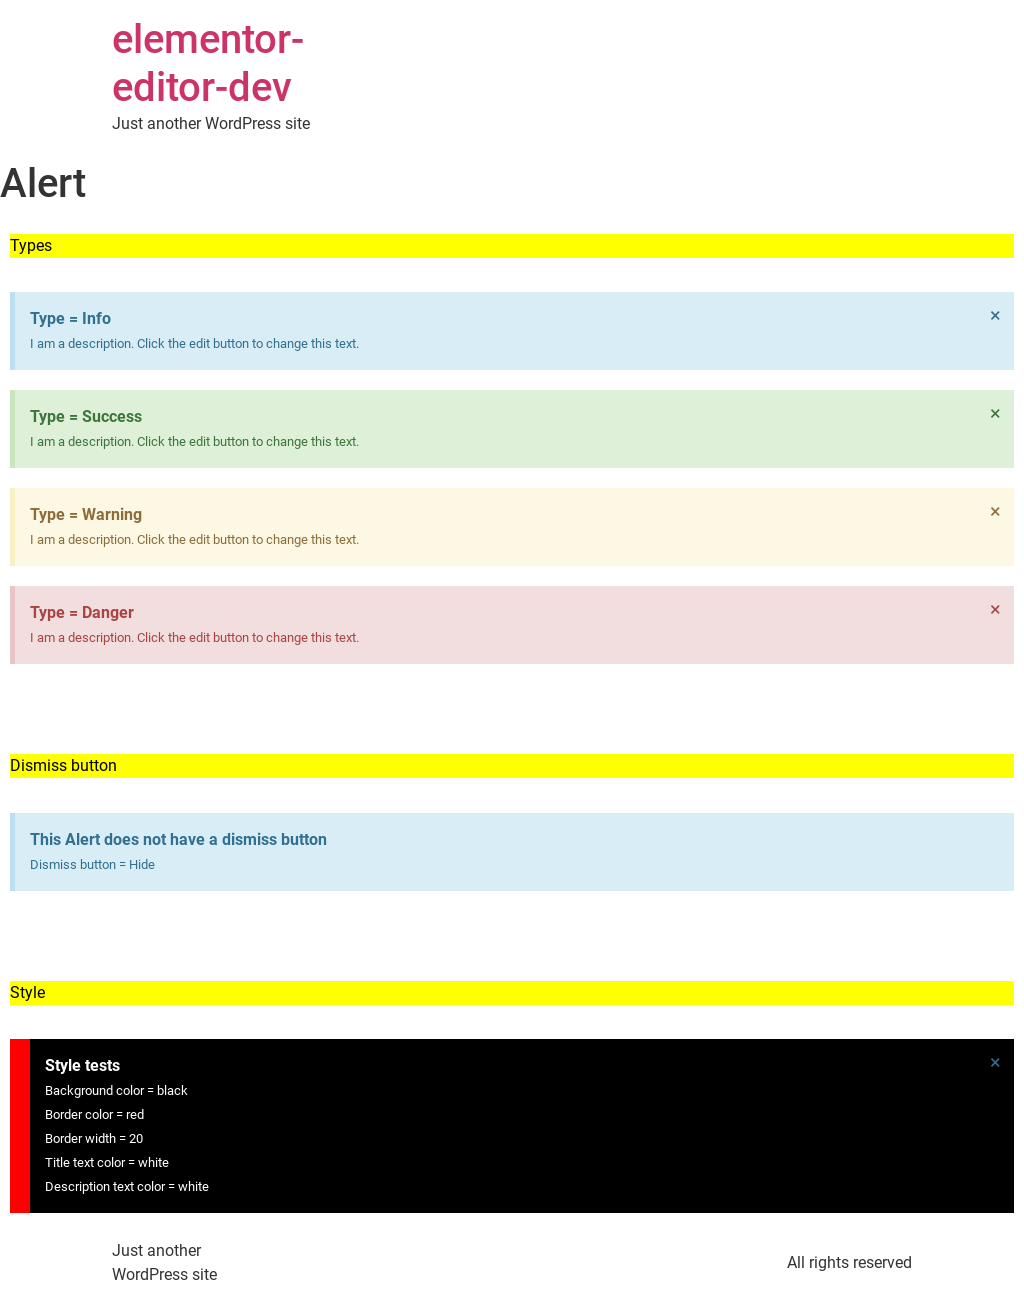 elementor-
editor-dev
Just another WordPress site
Alert
Types
Type = Info
×
I am a description. Click the edit button to change this text.
Type = Success
×
I am a description. Click the edit button to change this text.
Type = Warning
×
I am a description. Click the edit button to change this text.
Type = Danger
×
I am a description. Click the edit button to change this text.
Dismiss button
This Alert does not have a dismiss button
Dismiss button = Hide
Style
Style tests
×
Background color = black
Border color = red
Border width = 20
Title text color = white
Description text color = white
Just another
WordPress site
All rights reserved